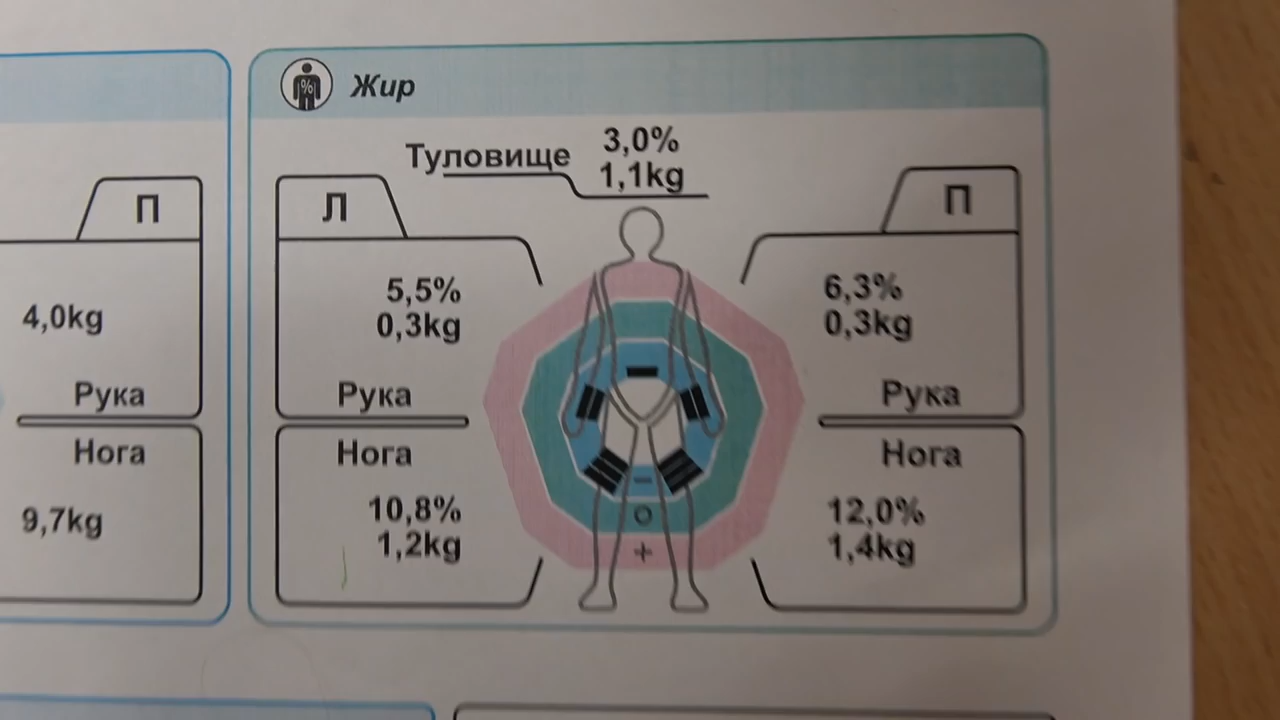 %
Жир
Туловище
3,0%
1,1kg
П
4,0kg
Рука
Нога
9,7kg
Л
5,5%
0,3kg
Рука
Нога
10,8%
1,2kg
−
o
+
П
6,3%
0,3kg
Рука
Нога
12,0%
1,4kg